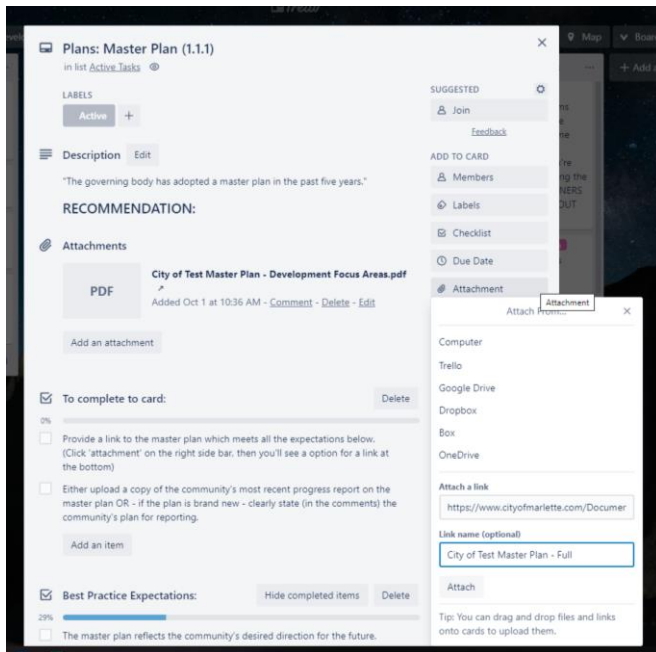 Trello
Map
Board
Plans: Master Plan (1.1.1)
in list Active Tasks
+ Add a
LABELS
Active +
Description Edit
"The governing body has adopted a master plan in the past five years."
RECOMMENDATION:
Attachments
PDF
City of Test Master Plan - Development Focus Areas.pdf
Added Oct 1 at 10:36 AM - Comment - Delete - Edit
Add an attachment
To complete to card: Delete
0%
Provide a link to the master plan which meets all the expectations below.
(Click 'attachment' on the right side bar, then you'll see a option for a link at
the bottom)
Either upload a copy of the community's most recent progress report on the
master plan OR - if the plan is brand new - clearly state (in the comments) the
community's plan for reporting.
Add an item
Best Practice Expectations: Hide completed items Delete
29%
The master plan reflects the community's desired direction for the future.
SUGGESTED
Join
Feedback
ADD TO CARD
Members
Labels
Checklist
Due Date
Attachment
Attachment
Attach From...
Computer
Trello
Google Drive
Dropbox
Box
OneDrive
Attach a link
https://www.cityofmarlette.com/Documer
Link name (optional)
City of Test Master Plan - Full
Attach
Tip: You can drag and drop files and links
onto cards to upload them.